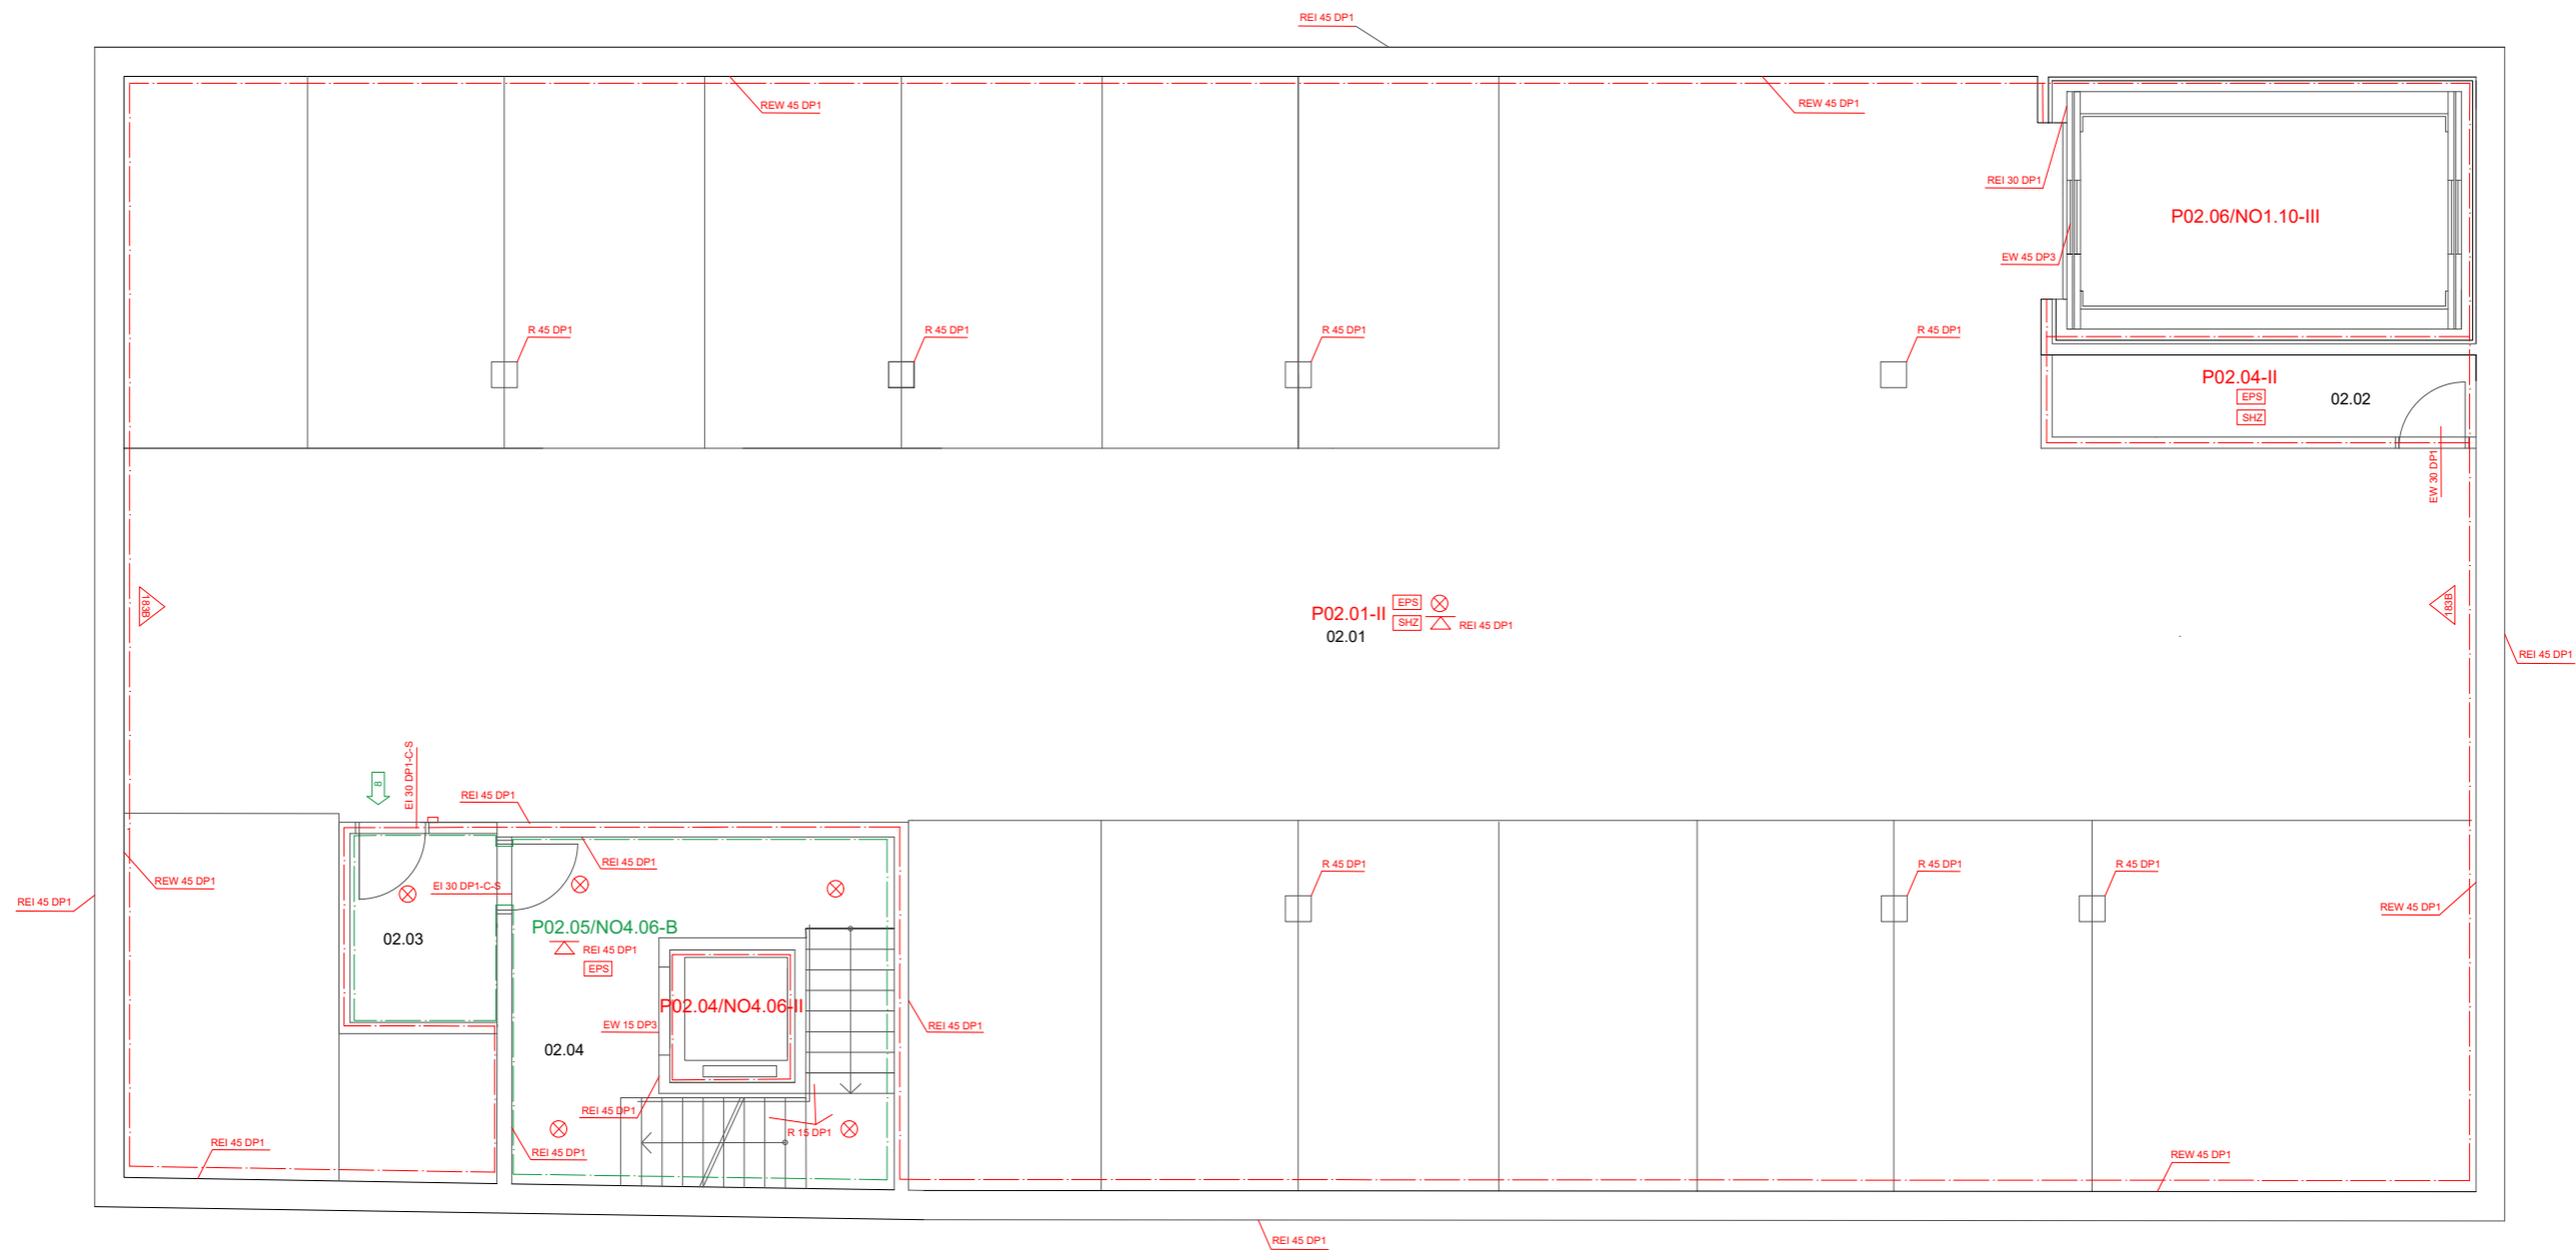 REI 45 DP1
REW 45 DP1
REW 45 DP1
REI 30 DP1
P02.06/NO1.10-III
EW 45 DP3
R 45 DP1
R 45 DP1
R 45 DP1
R 45 DP1
P02.04-II
EPS
02.02
SHZ
EW 30 DP1
183B
P02.01-II
EPS
SHZ
REI 45 DP1
02.01
183B
REI 45 DP1
8
EI 30 DP1-C-S
REI 45 DP1
REI 45 DP1
R 45 DP1
R 45 DP1
R 45 DP1
REW 45 DP1
EI 30 DP1-C-S
REI 45 DP1
REW 45 DP1
P02.05/NO4.06-B
02.03
REI 45 DP1
EPS
P02.04/NO4.06-II
EW 15 DP3
REI 45 DP1
02.04
REI 45 DP1
R 15 DP1
REI 45 DP1
REI 45 DP1
REW 45 DP1
REI 45 DP1